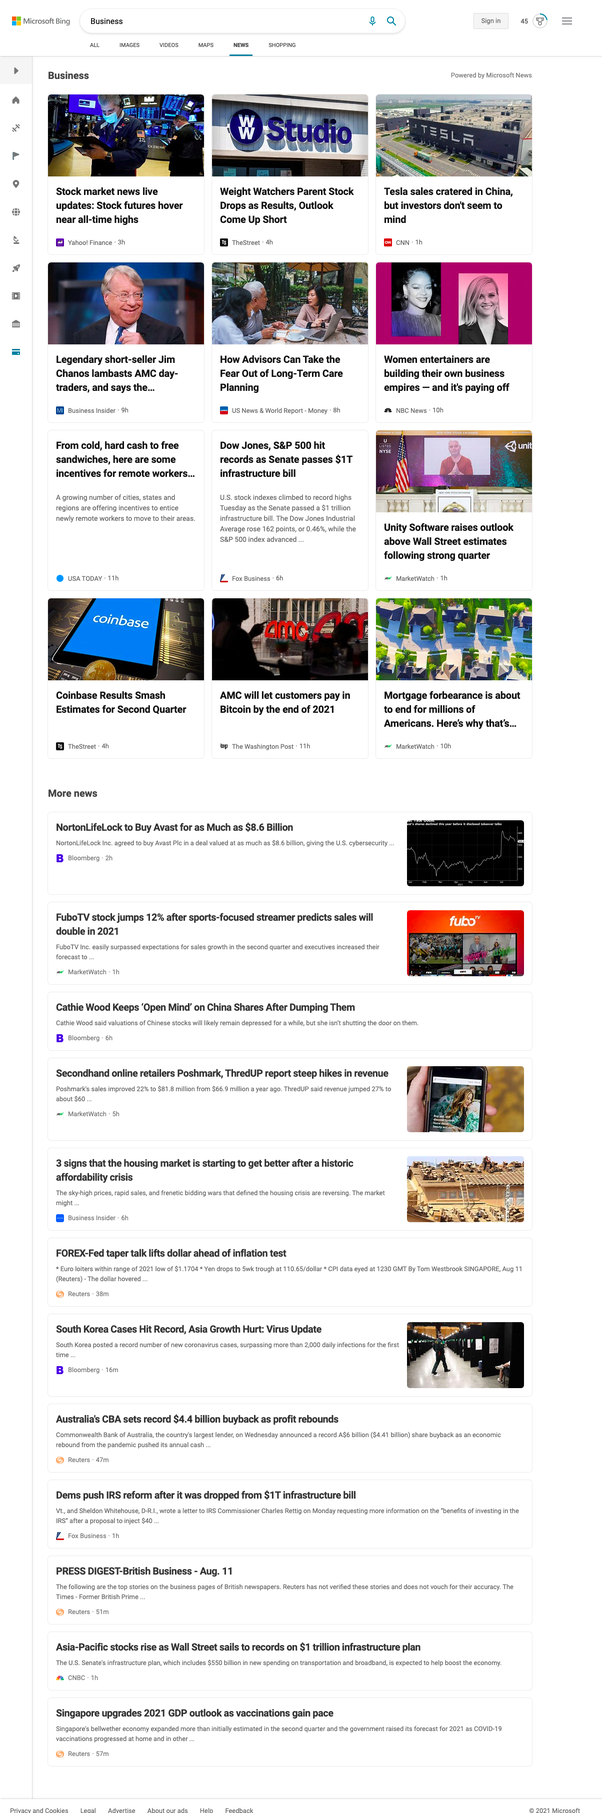 Microsoft Bing
Business
Sign in
45
ALL IMAGES VIDEOS MAPS NEWS SHOPPING
Business
Powered by Microsoft News
Stock market news live
updates: Stock futures hover
near all-time highs
Yahoo! Finance · 3h
Studio
Weight Watchers Parent Stock
Drops as Results, Outlook
Come Up Short
TheStreet · 4h
TESLA
Tesla sales cratered in China,
but investors don't seem to
mind
CNN · 1h
Legendary short-seller Jim
Chanos lambasts AMC day-
traders, and says the...
Business Insider · 9h
How Advisors Can Take the
Fear Out of Long-Term Care
Planning
US News & World Report - Money · 8h
Women entertainers are
building their own business
empires — and it's paying off
NBC News · 10h
From cold, hard cash to free
sandwiches, here are some
incentives for remote workers...
A growing number of cities, states and
regions are offering incentives to entice
newly remote workers to move to their areas.
USA TODAY · 11h
Dow Jones, S&P 500 hit
records as Senate passes $1T
infrastructure bill
U.S. stock indexes climbed to record highs
Tuesday as the Senate passed a $1 trillion
infrastructure bill. The Dow Jones Industrial
Average rose 162 points, or 0.46%, while the
S&P 500 index advanced ...
Fox Business · 6h
Unity Software raises outlook
above Wall Street estimates
following strong quarter
MarketWatch · 1h
coinbase
Coinbase Results Smash
Estimates for Second Quarter
TheStreet · 4h
amc
AMC will let customers pay in
Bitcoin by the end of 2021
The Washington Post · 11h
Mortgage forbearance is about
to end for millions of
Americans. Here's why that's...
MarketWatch · 10h
More news
NortonLifeLock to Buy Avast for as Much as $8.6 Billion
NortonLifeLock Inc. agreed to buy Avast Plc in a deal valued at as much as $8.6 billion, giving the U.S. cybersecurity ...
Bloomberg · 2h
FuboTV stock jumps 12% after sports-focused streamer predicts sales will
double in 2021
FuboTV Inc. easily surpassed expectations for sales growth in the second quarter and executives increased their
forecast to ...
MarketWatch · 1h
fubo TV
Cathie Wood Keeps 'Open Mind' on China Shares After Dumping Them
Cathie Wood said valuations of Chinese stocks will likely remain depressed for a while, but she isn't shutting the door on them.
Bloomberg · 6h
Secondhand online retailers Poshmark, ThredUP report steep hikes in revenue
Poshmark's sales improved 22% to $81.8 million from $66.9 million a year ago. ThredUP said revenue jumped 27% to
about $60 ...
MarketWatch · 5h
3 signs that the housing market is starting to get better after a historic
affordability crisis
The sky-high prices, rapid sales, and frenetic bidding wars that defined the housing crisis are reversing. The market
might ...
Business Insider · 6h
FOREX-Fed taper talk lifts dollar ahead of inflation test
* Euro loiters within range of 2021 low of $1.1704 * Yen drops to 5wk trough at 110.65/dollar * CPI data eyed at 1230 GMT By Tom Westbrook SINGAPORE, Aug 11
(Reuters) - The dollar hovered ...
Reuters · 38m
South Korea Cases Hit Record, Asia Growth Hurt: Virus Update
South Korea posted a record number of new coronavirus cases, surpassing more than 2,000 daily infections for the first
time ...
Bloomberg · 16m
Australia's CBA sets record $4.4 billion buyback as profit rebounds
Commonwealth Bank of Australia, the country's largest lender, on Wednesday announced a record A$6 billion ($4.41 billion) share buyback as an economic
rebound from the pandemic pushed its annual cash ...
Reuters · 47m
Dems push IRS reform after it was dropped from $1T infrastructure bill
Vt., and Sheldon Whitehouse, D-R.I., wrote a letter to IRS Commissioner Charles Rettig on Monday requesting more information on the "benefits of investing in the
IRS" after a proposal to inject $40 ...
Fox Business · 1h
PRESS DIGEST-British Business - Aug. 11
The following are the top stories on the business pages of British newspapers. Reuters has not verified these stories and does not vouch for their accuracy. The
Times - Former British Prime ...
Reuters · 51m
Asia-Pacific stocks rise as Wall Street sails to records on $1 trillion infrastructure plan
The U.S. Senate's infrastructure plan, which includes $550 billion in new spending on transportation and broadband, is expected to help boost the economy.
CNBC · 1h
Singapore upgrades 2021 GDP outlook as vaccinations gain pace
Singapore's bellwether economy expanded more than initially estimated in the second quarter and the government raised its forecast for 2021 as COVID-19
vaccinations progressed at home and in other ...
Reuters · 57m
Privacy and Cookies Legal Advertise About our ads Help Feedback
© 2021 Microsoft